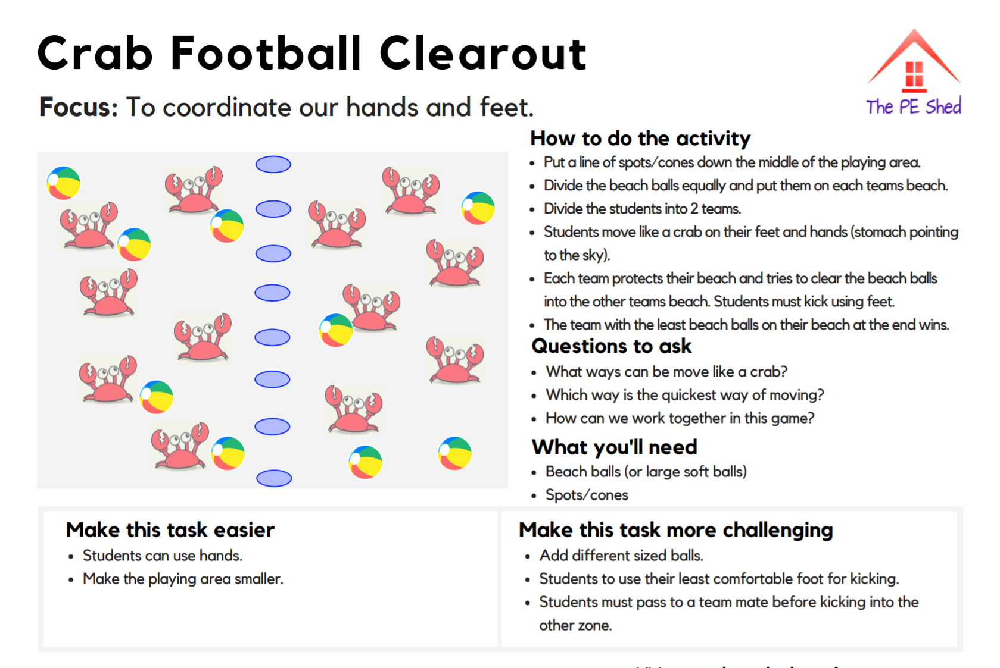 Crab Football Clearout
The PE Shed
Focus: To coordinate our hands and feet.
How to do the activity
• Put a line of spots/cones down the middle of the playing area.
• Divide the beach balls equally and put them on each teams beach.
• Divide the students into 2 teams.
• Students move like a crab on their feet and hands (stomach pointing
to the sky).
• Each team protects their beach and tries to clear the beach balls
into the other teams beach. Students must kick using feet.
• The team with the least beach balls on their beach at the end wins.
Questions to ask
• What ways can be move like a crab?
• Which way is the quickest way of moving?
• How can we work together in this game?
What you'll need
• Beach balls (or large soft balls)
• Spots/cones
Make this task easier
• Students can use hands.
• Make the playing area smaller.
Make this task more challenging
• Add different sized balls.
• Students to use their least comfortable foot for kicking.
• Students must pass to a team mate before kicking into the
other zone.